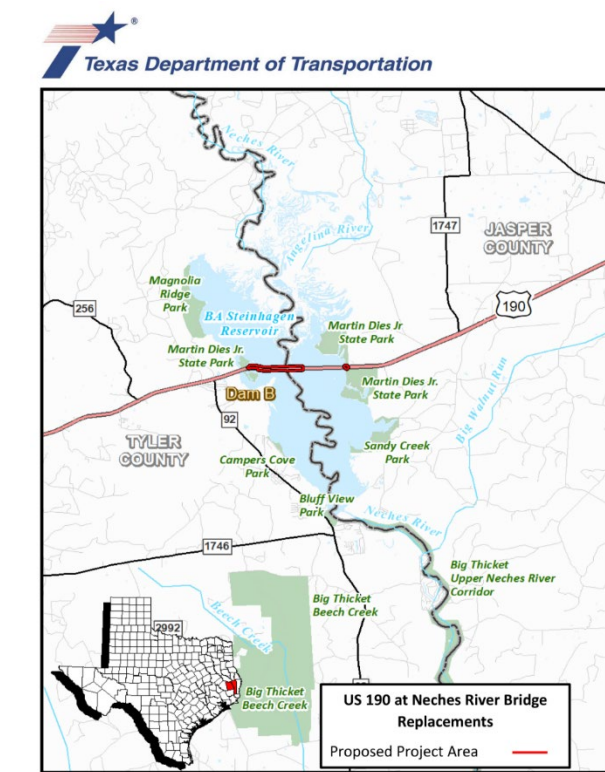 ®
Texas Department of Transportation
Neches River
Angelina River
1747
JASPER
COUNTY
Magnolia
Ridge
Park
190
256
BA Steinhagen
Reservoir
Martin Dies Jr
State Park
Martin Dies Jr.
State Park
Dam B
Martin Dies Jr.
State Park
Big Walnut Run
92
TYLER
COUNTY
Campers Cove
Park
Sandy Creek
Park
Bluff View
Park
Neches River
1746
Big Thicket
Upper Neches River
Corridor
Big Thicket
Beech Creek
Beech Creek
2992
Big Thicket
Beech Creek
US 190 at Neches River Bridge
Replacements
Proposed Project Area